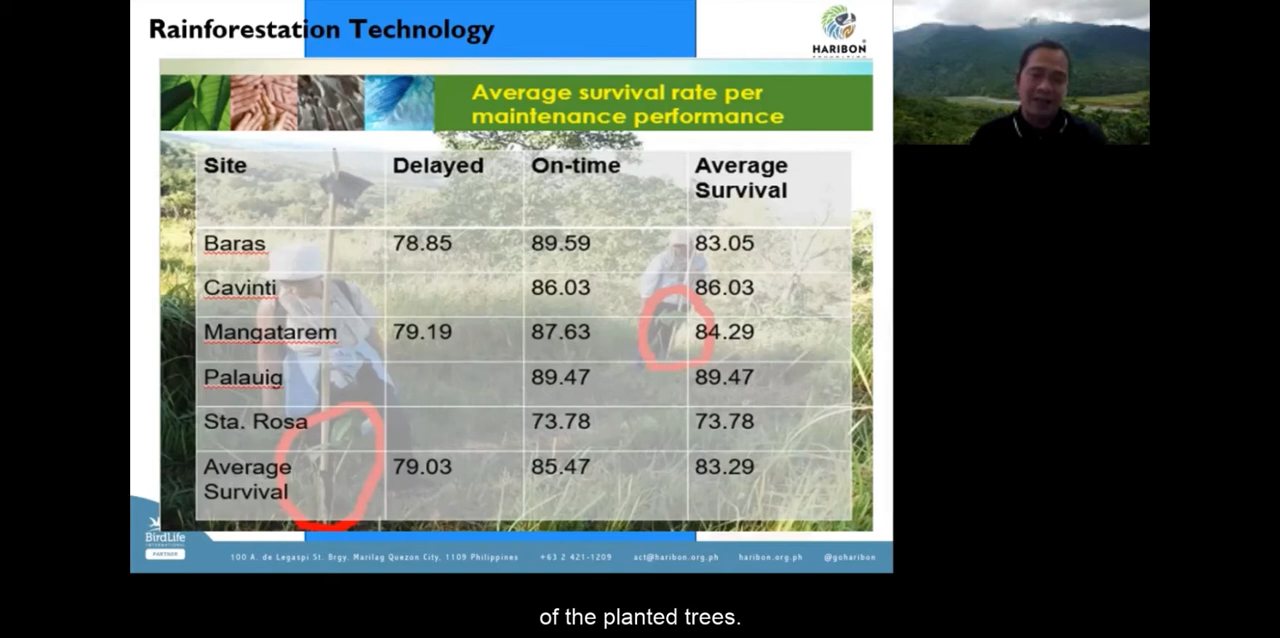 Rainforestation Technology
HARIBON
Average survival rate per
maintenance performance
Site Delayed On-time Average
Survival
Baras 78.85 89.59 83.05
Cavinti 86.03 86.03
Mangatarem 79.19 87.63 84.29
Palauig 89.47 89.47
Sta. Rosa 73.78 73.78
Average 79.03 85.47 83.29
Survival
BirdLife
INTERNATIONAL
PARTNER
100 A. de Legaspi St. Brgy. Marilag Quezon City, 1109 Philippines +63 2 421-1209 act@haribon.org.ph haribon.org.ph @goharibon
of the planted trees.